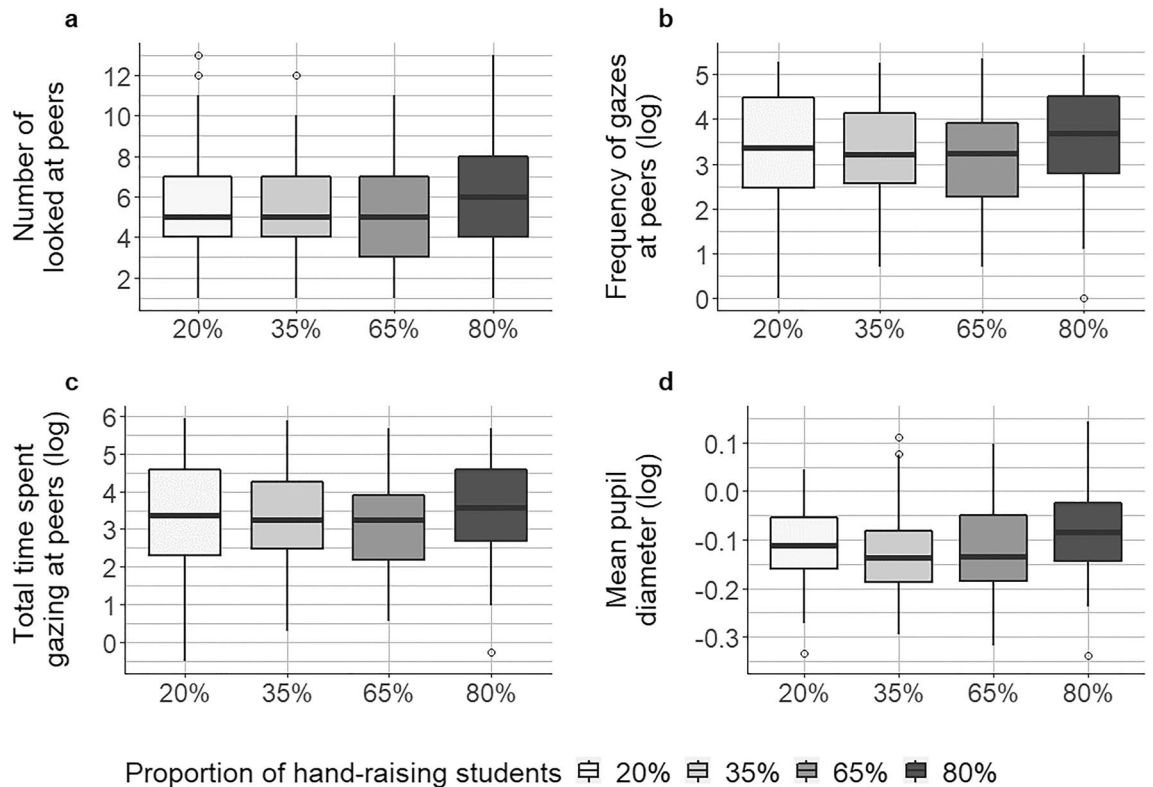 a
Number of
looked at peers
12
10
8
6
4
2
20% 35% 65% 80%
b
Frequency of gazes
at peers (log)
5
4
3
2
1
0
20% 35% 65% 80%
c
Total time spent
gazing at peers (log)
6
5
4
3
2
1
0
20% 35% 65% 80%
d
Mean pupil
diameter (log)
0.1
0.0
-0.1
-0.2
-0.3
20% 35% 65% 80%
Proportion of hand-raising students 20% 35% 65% 80%